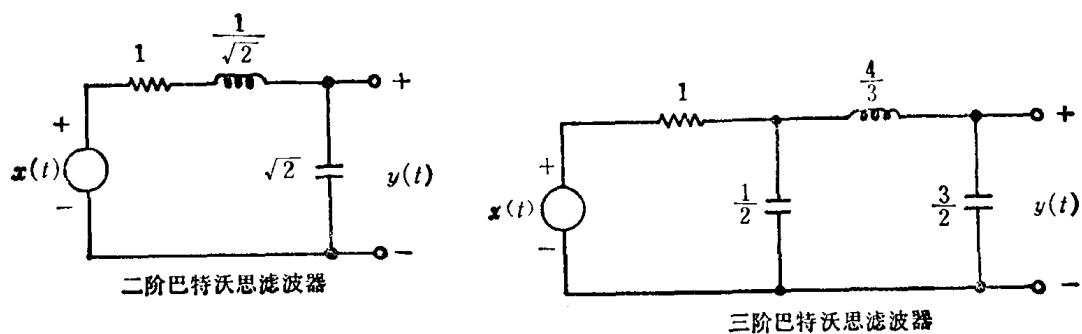 1
1/√2
+
+
x(t)
−
√2
y(t)
−
二阶巴特沃思滤波器
1
4/3
+
+
x(t)
−
1/2
3/2
y(t)
−
三阶巴特沃思滤波器